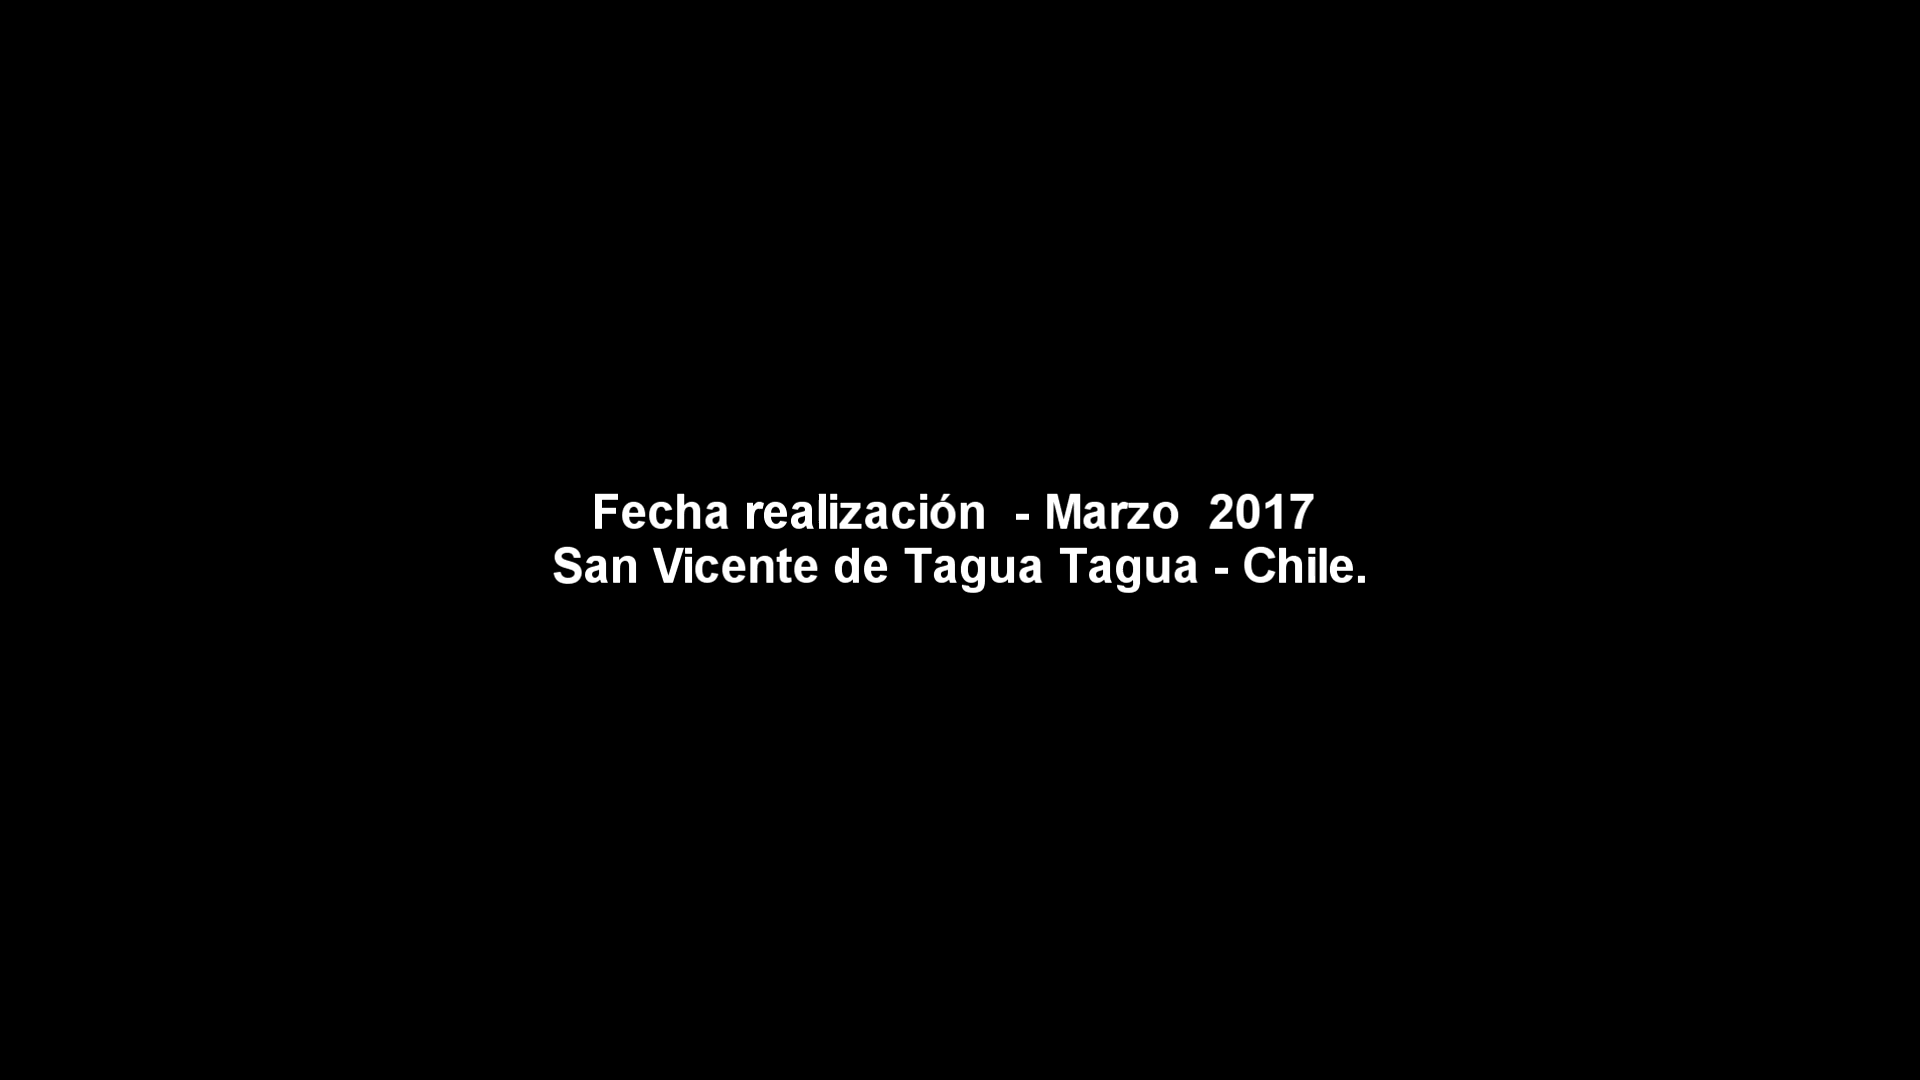 Fecha realización  - Marzo  2017
San Vicente de Tagua Tagua - Chile.